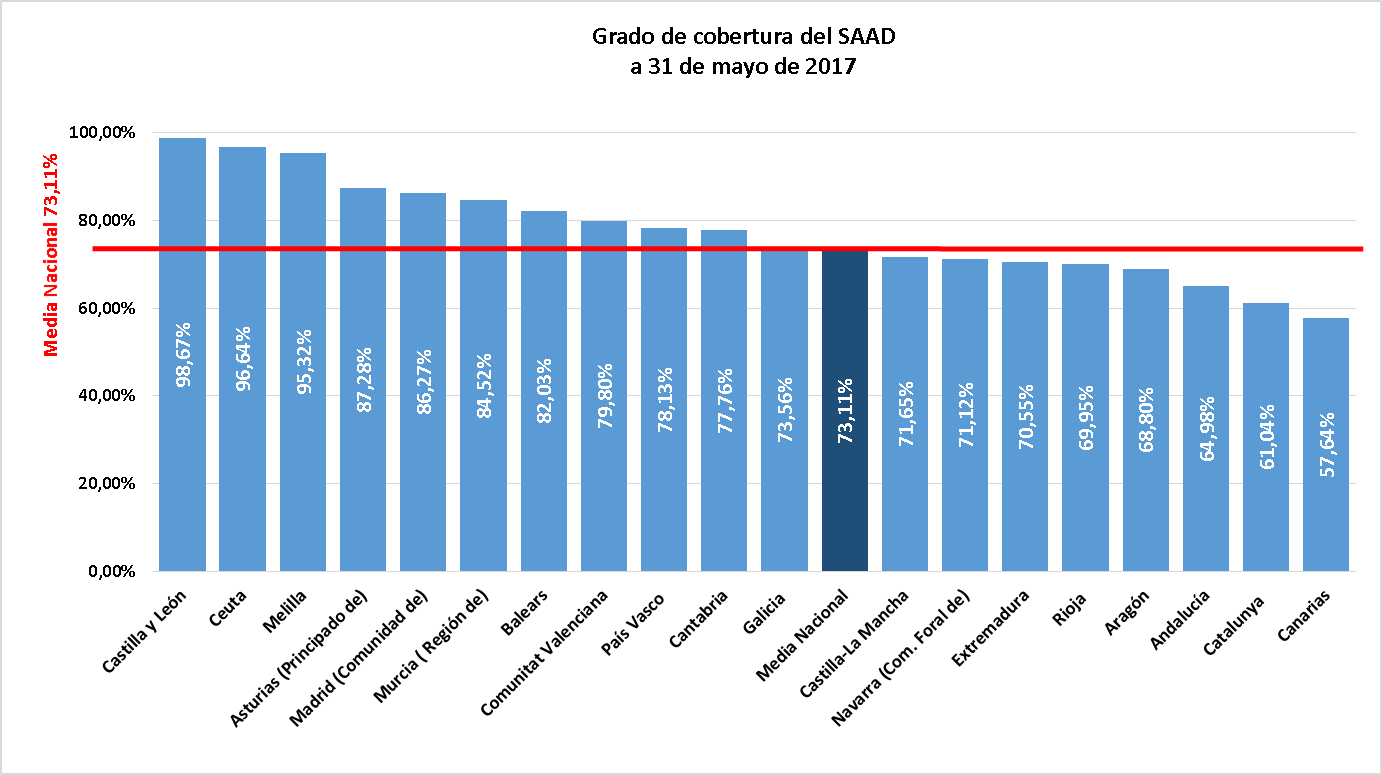 Grado de cobertura del SAAD
a 31 de mayo de 2017
Media Nacional 73,11%
100,00%
80,00%
60,00%
40,00%
20,00%
0,00%
98,67%
96,64%
95,32%
87,28%
86,27%
84,52%
82,03%
79,80%
78,13%
77,76%
73,56%
73,11%
71,65%
71,12%
70,55%
69,95%
68,80%
64,98%
61,04%
57,64%
Castilla y León
Ceuta
Melilla
Asturias (Principado de)
Madrid (Comunidad de)
Murcia ( Región de)
Balears
Comunitat Valenciana
País Vasco
Cantabria
Galicia
Media Nacional
Castilla-La Mancha
Navarra (Com. Foral de)
Extremadura
Rioja
Aragón
Andalucía
Catalunya
Canarias